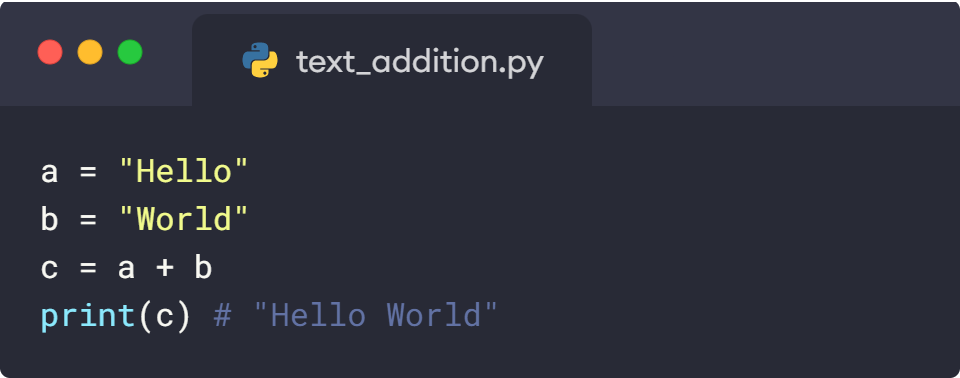 text_addition.py
a = "Hello"
b = "World"
c = a + b
print(c) # "Hello World"